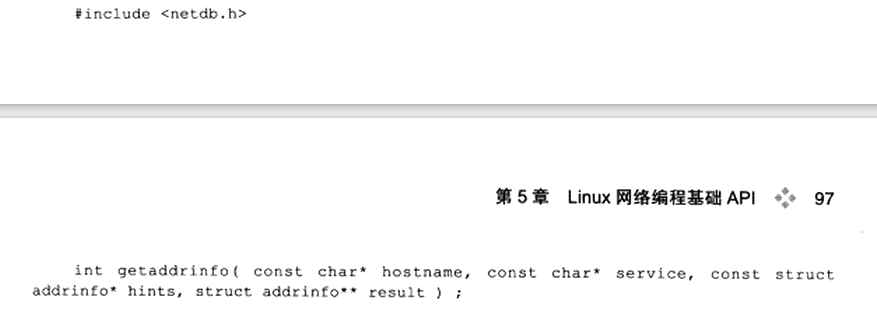 #include <netdb.h>
第 5 章 Linux 网络编程基础 API 97
int getaddrinfo( const char* hostname, const char* service, const struct
addrinfo* hints, struct addrinfo** result ) ;